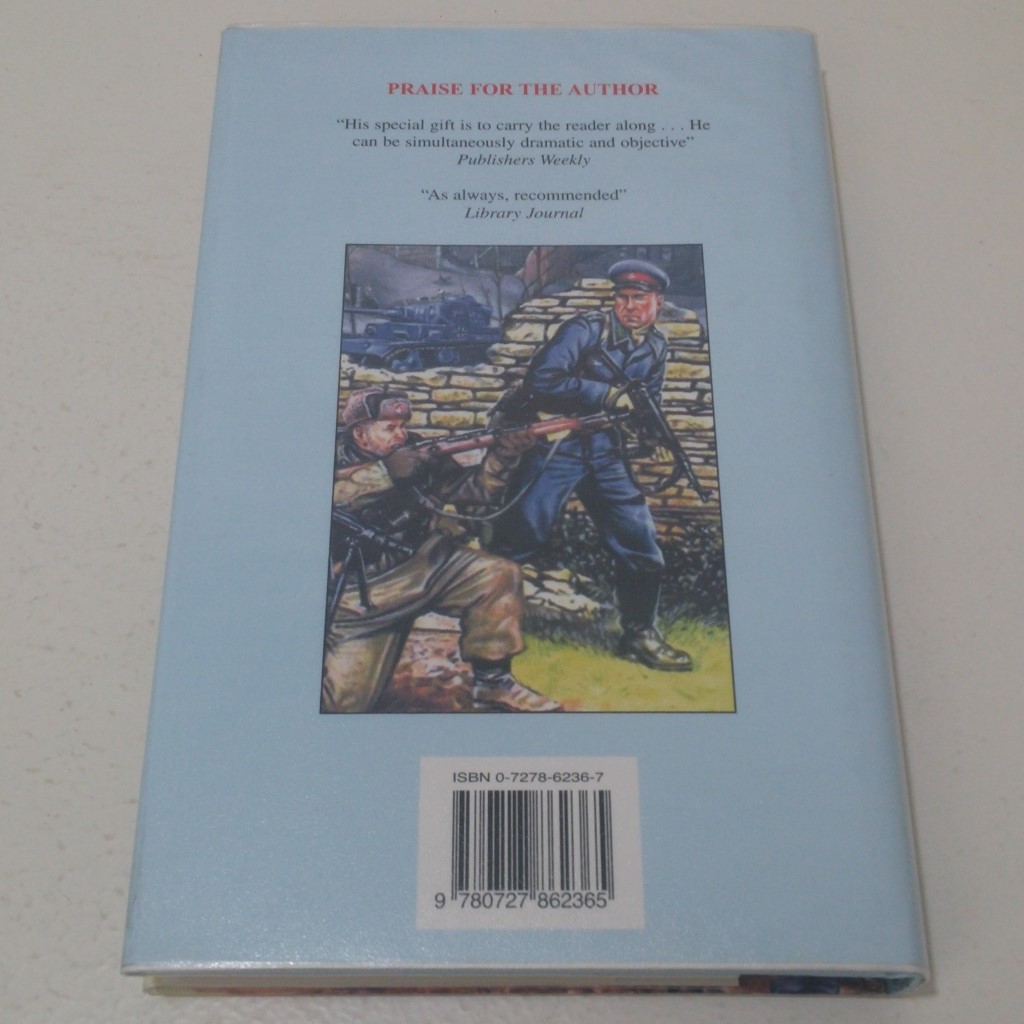 PRAISE FOR THE AUTHOR
“His special gift is to carry the reader along . . . He
can be simultaneously dramatic and objective”
Publishers Weekly
“As always, recommended”
Library Journal
ISBN 0-7278-6236-7
9 780727 862365